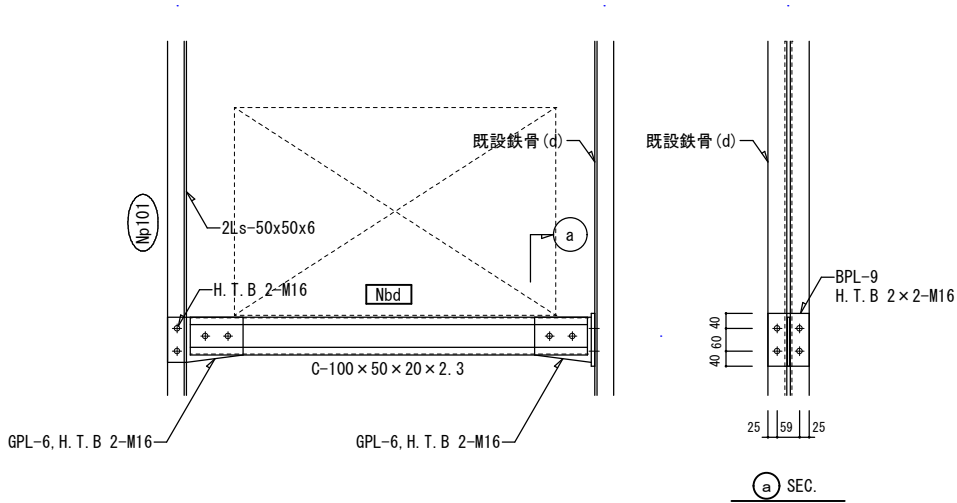 既設鉄骨(d)
既設鉄骨(d)
Np101
2Ls-50x50x6
a
BPL-9
H.T.B 2×2-M16
H.T.B 2-M16
Nbd
40
60
40
C-100×50×20×2.3
GPL-6,H.T.B 2-M16
GPL-6,H.T.B 2-M16
25 59 25
a SEC.